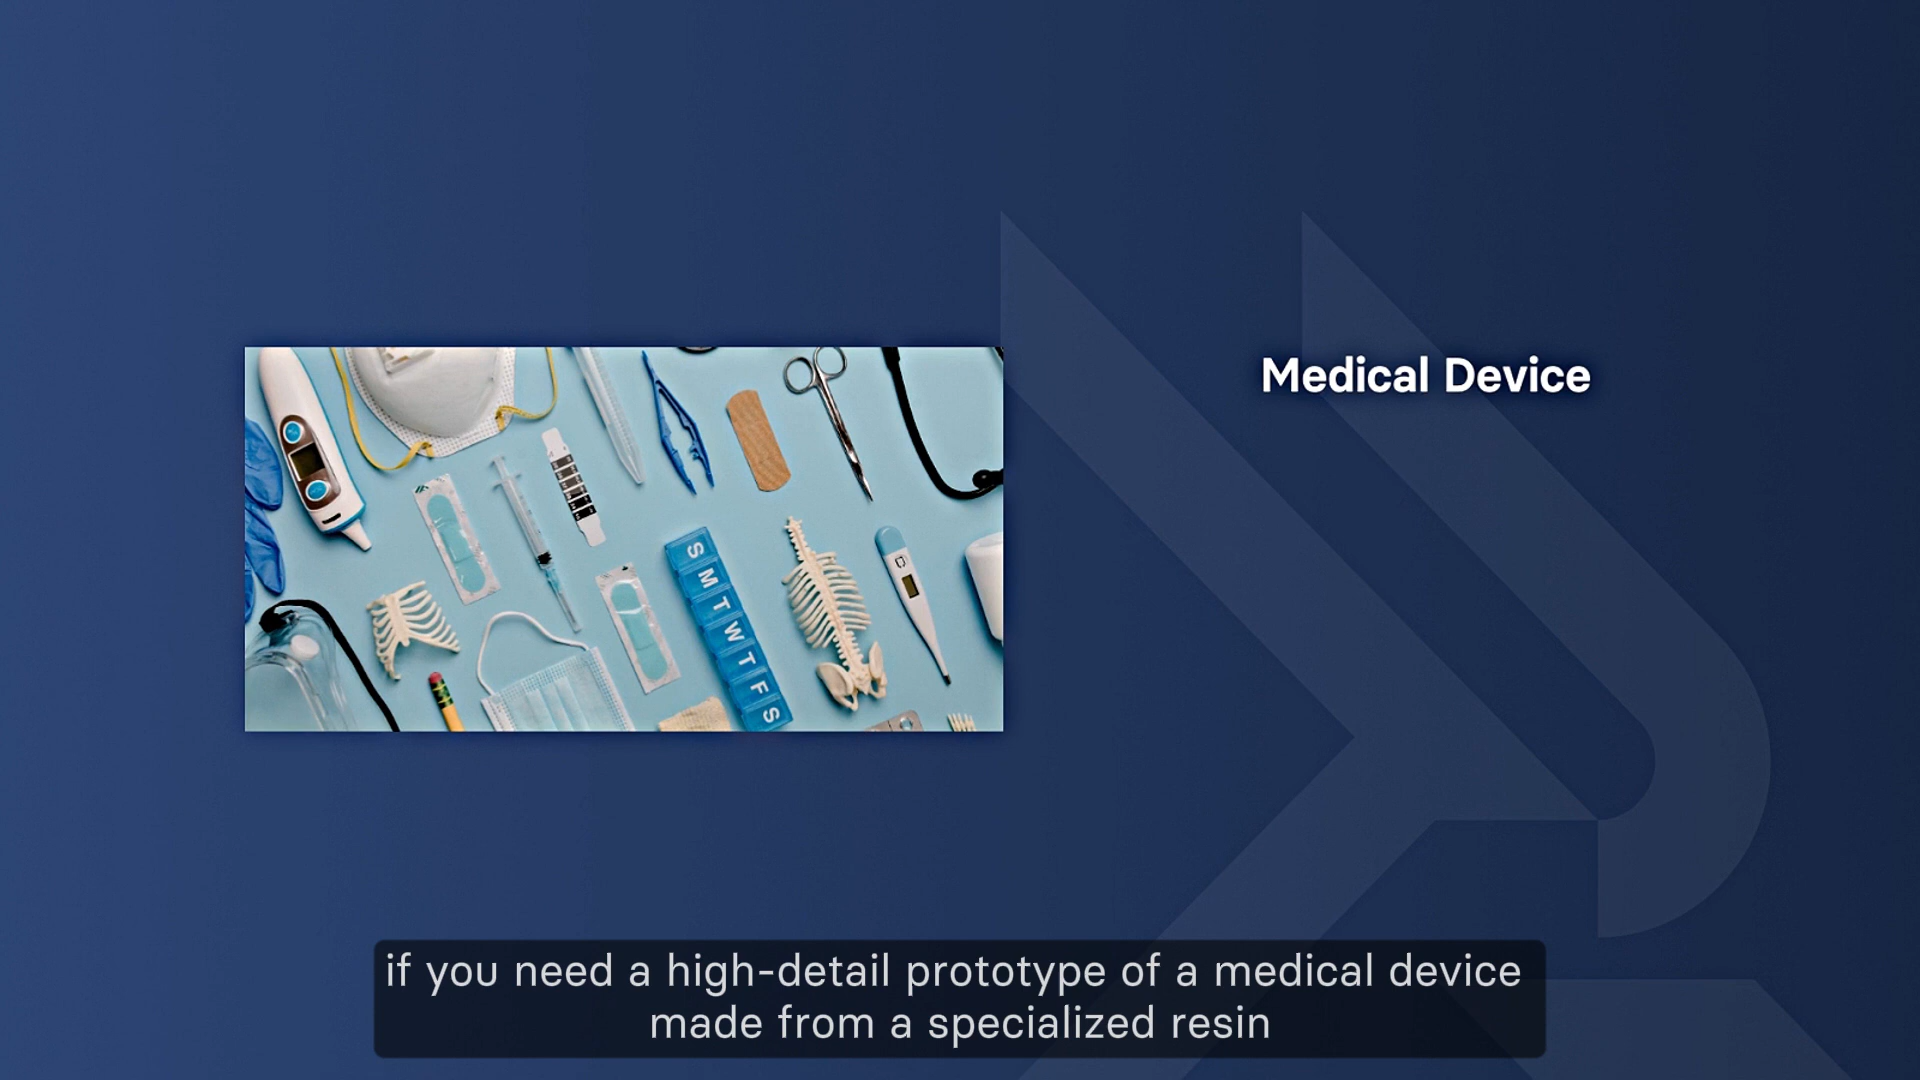 Medical Device
S
M
T
W
T
F
S
if you need a high-detail prototype of a medical device
made from a specialized resin